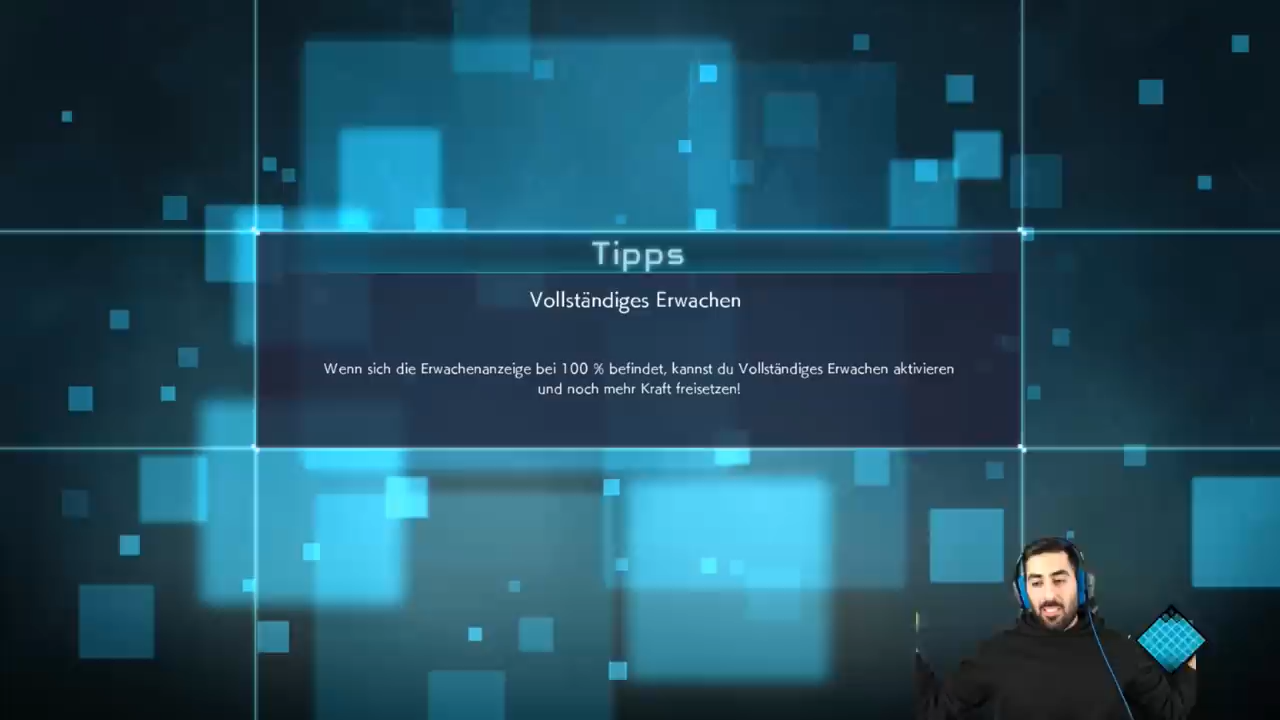 Tipps
Vollständiges Erwachen
Wenn sich die Erwachenanzeige bei 100 % befindet, kannst du Vollständiges Erwachen aktivieren
und noch mehr Kraft freisetzen!